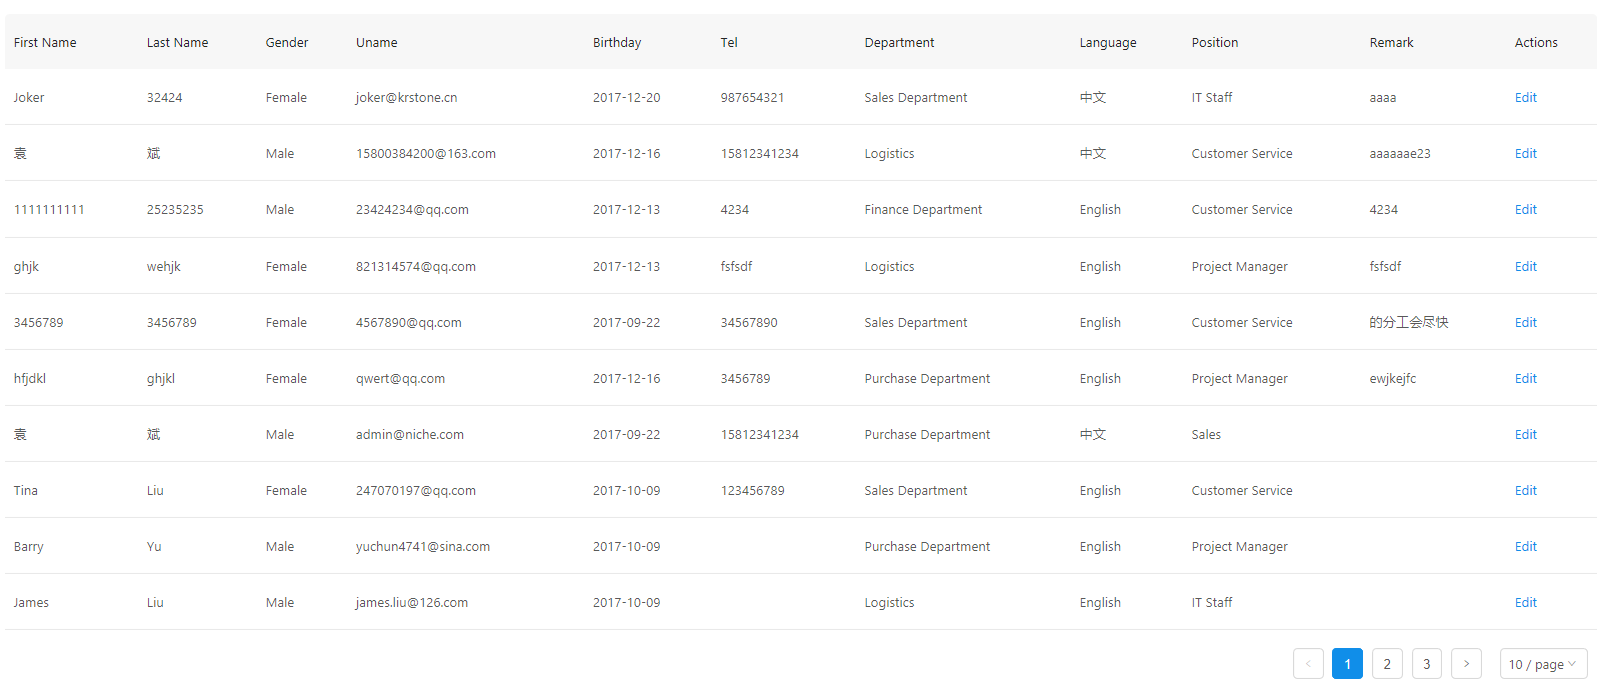 First Name Last Name Gender Uname Birthday Tel Department Language Position Remark Actions
Joker 32424 Female joker@krstone.cn 2017-12-20 987654321 Sales Department 中文 IT Staff aaaa Edit
袁 斌 Male 15800384200@163.com 2017-12-16 15812341234 Logistics 中文 Customer Service aaaaaae23 Edit
1111111111 25235235 Male 23424234@qq.com 2017-12-13 4234 Finance Department English Customer Service 4234 Edit
ghjk wehjk Female 821314574@qq.com 2017-12-13 fsfsdf Logistics English Project Manager fsfsdf Edit
3456789 3456789 Female 4567890@qq.com 2017-09-22 34567890 Sales Department English Customer Service 的分工会尽快 Edit
hfjdkl ghjkl Female qwert@qq.com 2017-12-16 3456789 Purchase Department English Project Manager ewjkejfc Edit
袁 斌 Male admin@niche.com 2017-09-22 15812341234 Purchase Department 中文 Sales Edit
Tina Liu Female 247070197@qq.com 2017-10-09 123456789 Sales Department English Customer Service Edit
Barry Yu Male yuchun4741@sina.com 2017-10-09 Purchase Department English Project Manager Edit
James Liu Male james.liu@126.com 2017-10-09 Logistics English IT Staff Edit
< 1 2 3 > 10 / page